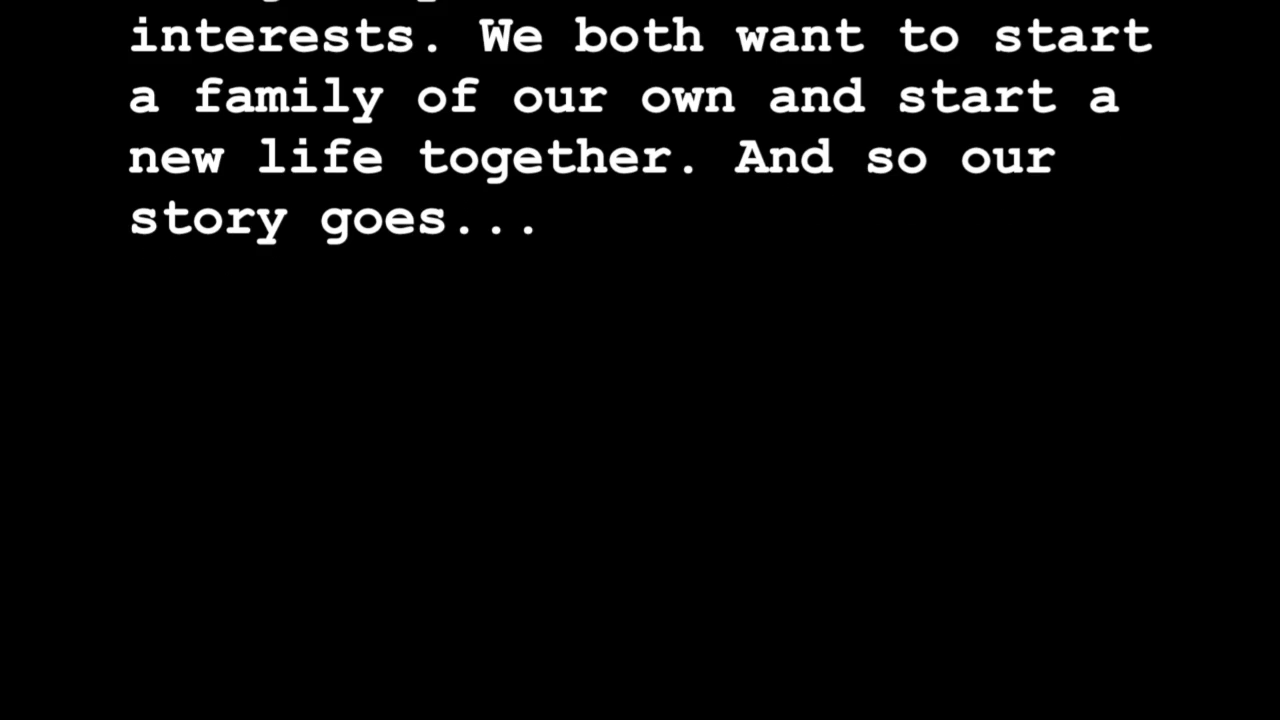 interests. We both want to start
a family of our own and start a
new life together. And so our
story goes...